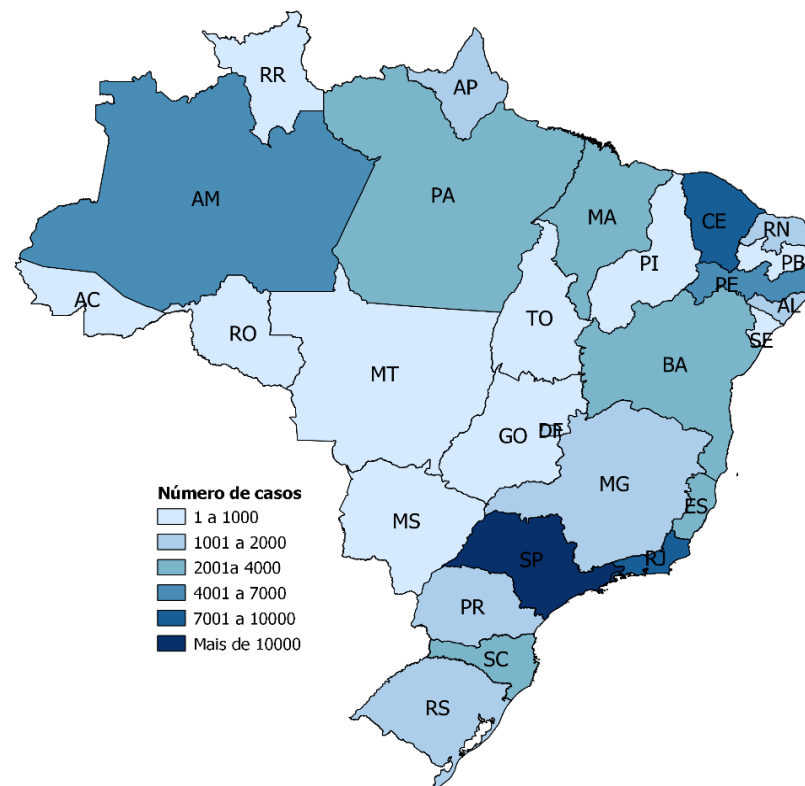 RR
AP
AM
PA
MA
CE
RN
PI
PB
PE
AC
AL
TO
RO
SE
BA
MT
GO
DF
MG
Número de casos
1 a 1000
1001 a 2000
2001a 4000
4001 a 7000
7001 a 10000
Mais de 10000
MS
ES
SP
RJ
PR
SC
RS